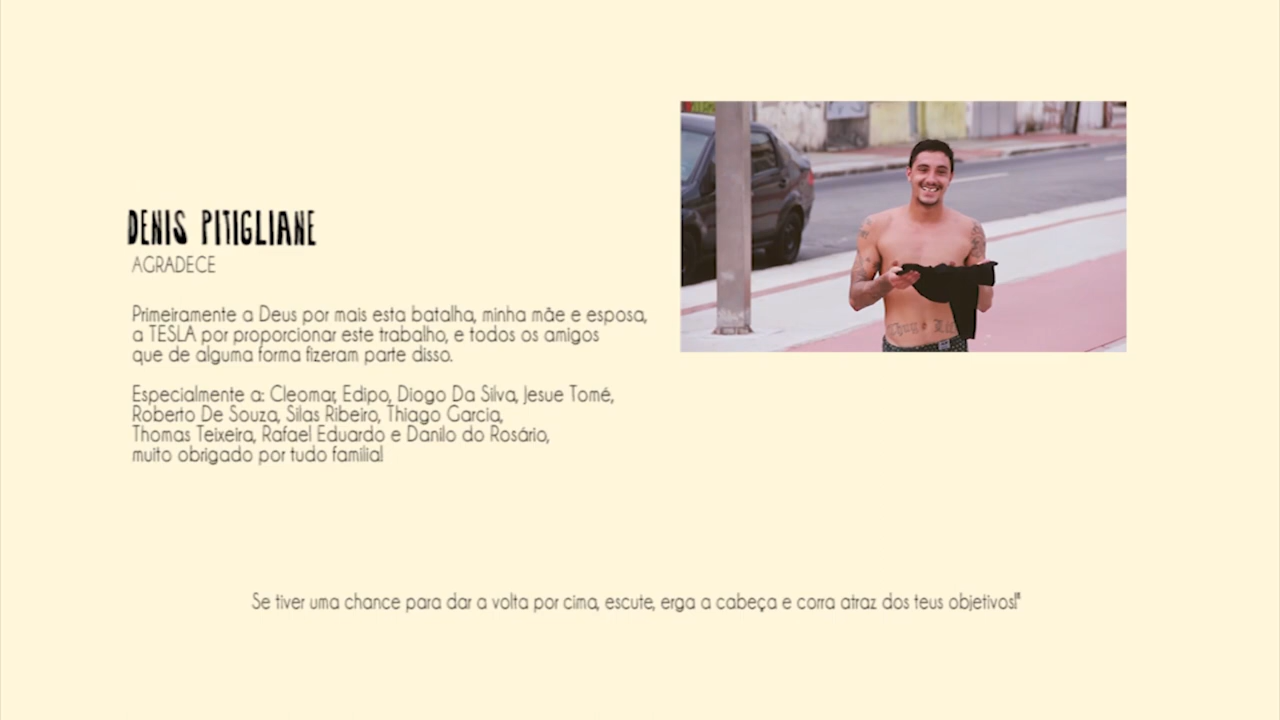 DENIS PITIGLIANE
AGRADECE
Primeiramente a Deus por mais esta batalha, minha mãe e esposa,
a TESLA por proporcionar este trabalho, e todos os amigos
que de alguma forma fizeram parte disso.
Especialmente a: Cleomar, Edipo, Diogo Da Silva, Jesue Tomé,
Roberto De Souza, Silas Ribeiro, Thiago Garcia,
Thomas Teixeira, Rafael Eduardo e Danilo do Rosário,
muito obrigado por tudo familia!
Thug Life
Se tiver uma chance para dar a volta por cima, escute, erga a cabeça e corra atraz dos teus objetivos!"